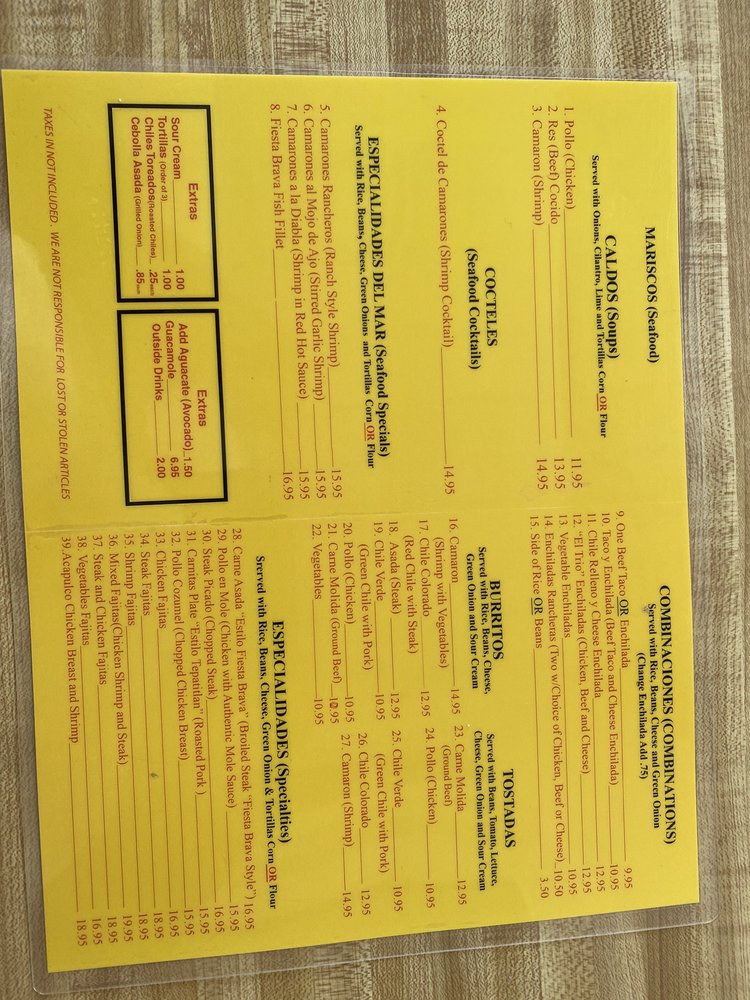 MARISCOS (Seafood)
CALDOS (Soups)
Served with Onions, Cilantro, Lime and Tortillas Corn OR Flour
1. Pollo (Chicken) 11.95
2. Res (Beef) Cocido 13.95
3. Camaron (Shrimp) 14.95
COCTELES
(Seafood Cocktails)
4. Coctel de Camarones (Shrimp Cocktail) 14.95
ESPECIALIDADES DEL MAR (Seafood Specials)
Served with Rice, Beans, Cheese, Green Onions and Tortillas Corn OR Flour
5. Camarones Rancheros (Ranch Style Shrimp) 15.95
6. Camarones al Mojo de Ajo (Stirred Garlic Shrimp) 15.95
7. Camarones a la Diabla (Shrimp in Red Hot Sauce) 15.95
8. Fiesta Brava Fish Fillet 16.95
Extras
Sour Cream 1.00
Tortillas (Order of 3) 1.00
Chiles Toreados (Roasted Chiles) .25 each
Cebolla Asada (Grilled Onion) .85 each
Extras
Add Aguacate (Avocado) 1.50
Guacamole 6.95
Outside Drinks 2.00
TAXES IN NOT INCLUDED. WE ARE NOT RESPONSIBLE FOR LOST OR STOLEN ARTICLES
COMBINACIONES (COMBINATIONS)
Served with Rice, Beans, Cheese and Green Onion
(Change Enchilada Add .75)
9. One Beef Taco OR Enchilada 9.95
10. Taco y Enchilada (Beef Taco and Cheese Enchilada) 10.95
11. Chile Relleno y Cheese Enchilada 12.95
12. "El Trio" Enchiladas (Chicken, Beef and Cheese) 12.95
13. Vegetable Enchiladas 10.95
14. Enchiladas Rancheras (Two w/Choice of Chicken, Beef or Cheese) 10.50
15. Side of Rice OR Beans 3.50
BURRITOS
Served with Rice, Beans, Cheese,
Green Onion and Sour Cream
16. Camaron 14.95
(Shrimp with Vegetables)
17. Chile Colorado 12.95
(Red Chile with Steak)
18. Asada (Steak) 12.95
19. Chile Verde 10.95
(Green Chile with Pork)
20. Pollo (Chicken) 10.95
21. Carne Molida (Ground Beef)
22. Vegetables 10.95
TOSTADAS
Served with Beans, Tomato, Lettuce,
Cheese, Green Onion and Sour Cream
23. Carne Molida 12.95
(Ground Beef)
24. Pollo (Chicken) 10.95
25. Chile Verde 10.95
(Green Chile with Pork)
26. Chile Colorado 12.95
27. Camaron (Shrimp) 14.95
ESPECIALIDADES (Specialties)
Srerved with Rice, Beans, Cheese, Green Onion & Tortillas Corn OR Flour
28. Carne Asada "Estilo Fiesta Brava" (Broiled Steak "Fiesta Brava Style") 16.95
29. Pollo en Mole (Chicken with Authentic Mole Sauce) 15.95
30. Steak Picado (Chopped Steak) 16.95
31. Carnitas Plate "Estilo Tepatitlan" (Roasted Pork ) 15.95
32. Pollo Cozumel (Chopped Chicken Breast) 15.95
33. Chicken Fajitas 16.95
34. Steak Fajitas 18.95
35. Shrimp Fajitas 18.95
36. Mixed Fajitas(Chicken Shrimp and Steak) 19.95
37. Steak and Chicken Fajitas 18.95
38. Vegetables Fajitas 16.95
39. Acapulco Chicken Breast and Shrimp 18.95